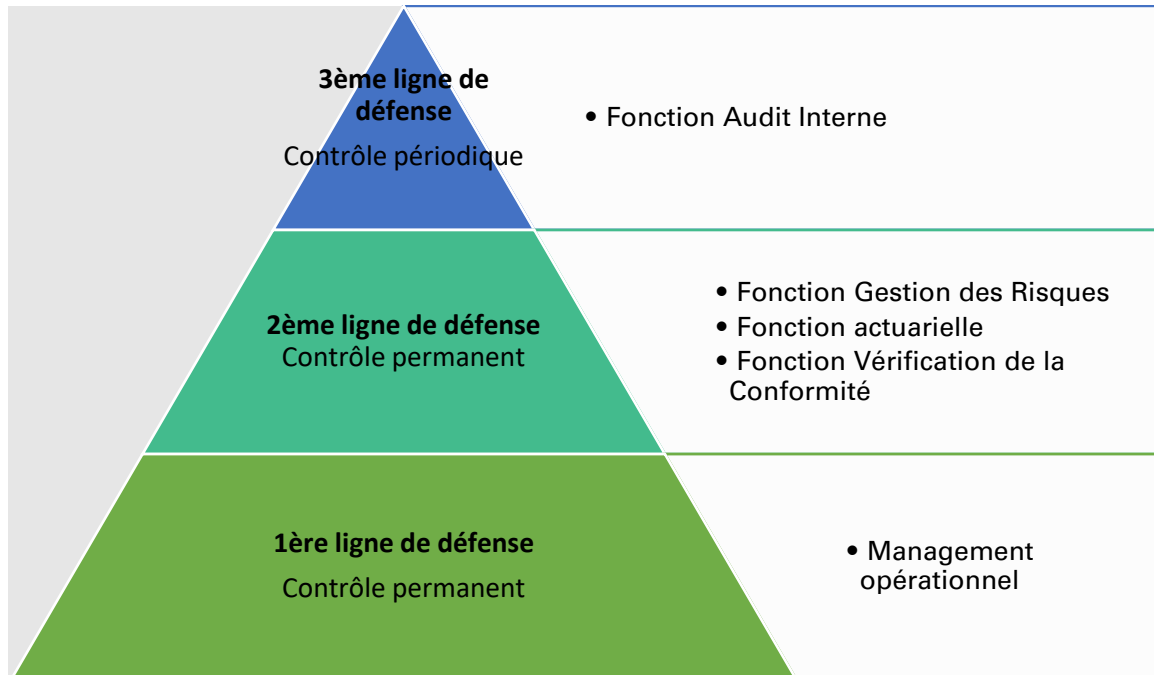 3ème ligne de
défense
Contrôle périodique
• Fonction Audit Interne
2ème ligne de défense
Contrôle permanent
• Fonction Gestion des Risques
• Fonction actuarielle
• Fonction Vérification de la
Conformité
1ère ligne de défense
Contrôle permanent
• Management
opérationnel